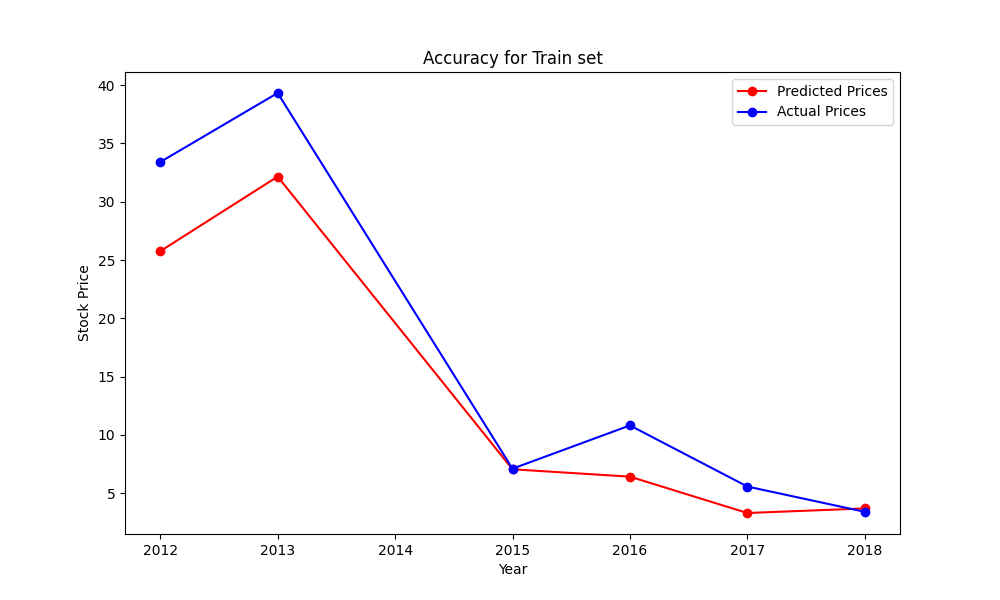 Accuracy for Train set
Predicted Prices
Actual Prices
40
35
30
25
20
15
10
5
Stock Price
2012 2013 2014 2015 2016 2017 2018
Year